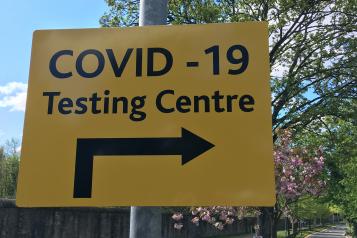 COVID -19
Testing Centre